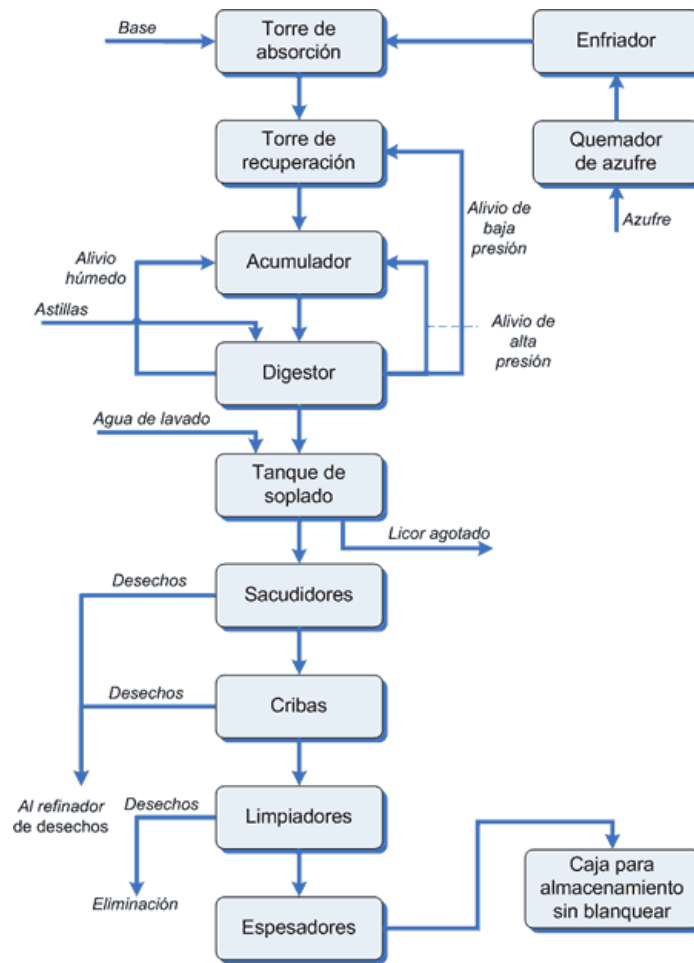 Base
Torre de
absorción
Enfriador
Torre de
recuperación
Quemador
de azufre
Alivio de
baja
presión
Azufre
Alivio
húmedo
Acumulador
Astillas
Alivio de
alta
presión
Digestor
Agua de lavado
Tanque de
soplado
Licor agotado
Desechos
Sacudidores
Desechos
Cribas
Al refinador
de desechos
Desechos
Limpiadores
Caja para
almacenamiento
sin blanquear
Eliminación
Espesadores